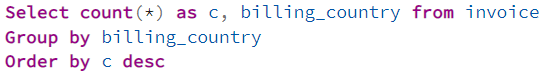 Select count(*) as c, billing_country from invoice
Group by billing_country
Order by c desc